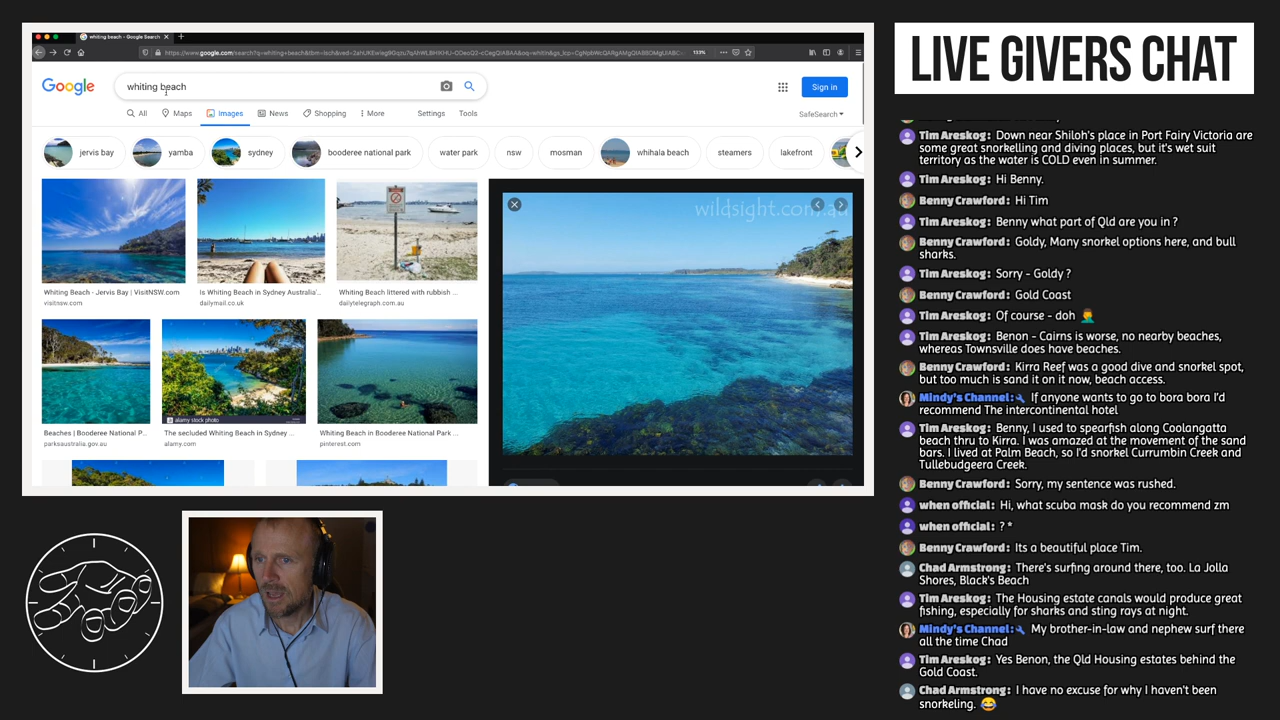 whiting beach - Google Search
Google
whiting beach
Sign in
All Maps Images News Shopping More Settings Tools SafeSearch
jervis bay yamba sydney booderee national park water park nsw mosman whihala beach steamers lakefront
wildsight.com.au
Whiting Beach - Jervis Bay | VisitNSW.com
visitnsw.com
Is Whiting Beach in Sydney Australia'...
dailymail.co.uk
Whiting Beach littered with rubbish ...
dailytelegraph.com.au
alamy stock photo
Beaches | Booderee National P...
parksaustralia.gov.au
The secluded Whiting Beach in Sydney ...
alamy.com
Whiting Beach in Booderee National Park ...
pinterest.com
LIVE GIVERS CHAT
Tim Areskog: Down near Shiloh's place in Port Fairy Victoria are
some great snorkelling and diving places, but it's wet suit
territory as the water is COLD even in summer.
Tim Areskog: Hi Benny.
Benny Crawford: Hi Tim
Tim Areskog: Benny what part of Qld are you in ?
Benny Crawford: Goldy, Many snorkel options here, and bull
sharks.
Tim Areskog: Sorry - Goldy ?
Benny Crawford: Gold Coast
Tim Areskog: Of course - doh 🤦‍♂️
Tim Areskog: Benon - Cairns is worse, no nearby beaches,
whereas Townsville does have beaches.
Benny Crawford: Kirra Reef was a good dive and snorkel spot,
but too much is sand it on it now, beach access.
Mindy's Channel: If anyone wants to go to bora bora I'd
recommend The intercontinental hotel
Tim Areskog: Benny, I used to spearfish along Coolangatta
beach thru to Kirra. I was amazed at the movement of the sand
bars. I lived at Palm Beach, so I'd snorkel Currumbin Creek and
Tullebudgeera Creek.
Benny Crawford: Sorry, my sentence was rushed.
when official: Hi, what scuba mask do you recommend zm
when official: ? *
Benny Crawford: Its a beautiful place Tim.
Chad Armstrong: There's surfing around there, too. La Jolla
Shores, Black's Beach
Tim Areskog: The Housing estate canals would produce great
fishing, especially for sharks and sting rays at night.
Mindy's Channel: My brother-in-law and nephew surf there
all the time Chad
Tim Areskog: Yes Benon, the Qld Housing estates behind the
Gold Coast.
Chad Armstrong: I have no excuse for why I haven't been
snorkeling. 😂